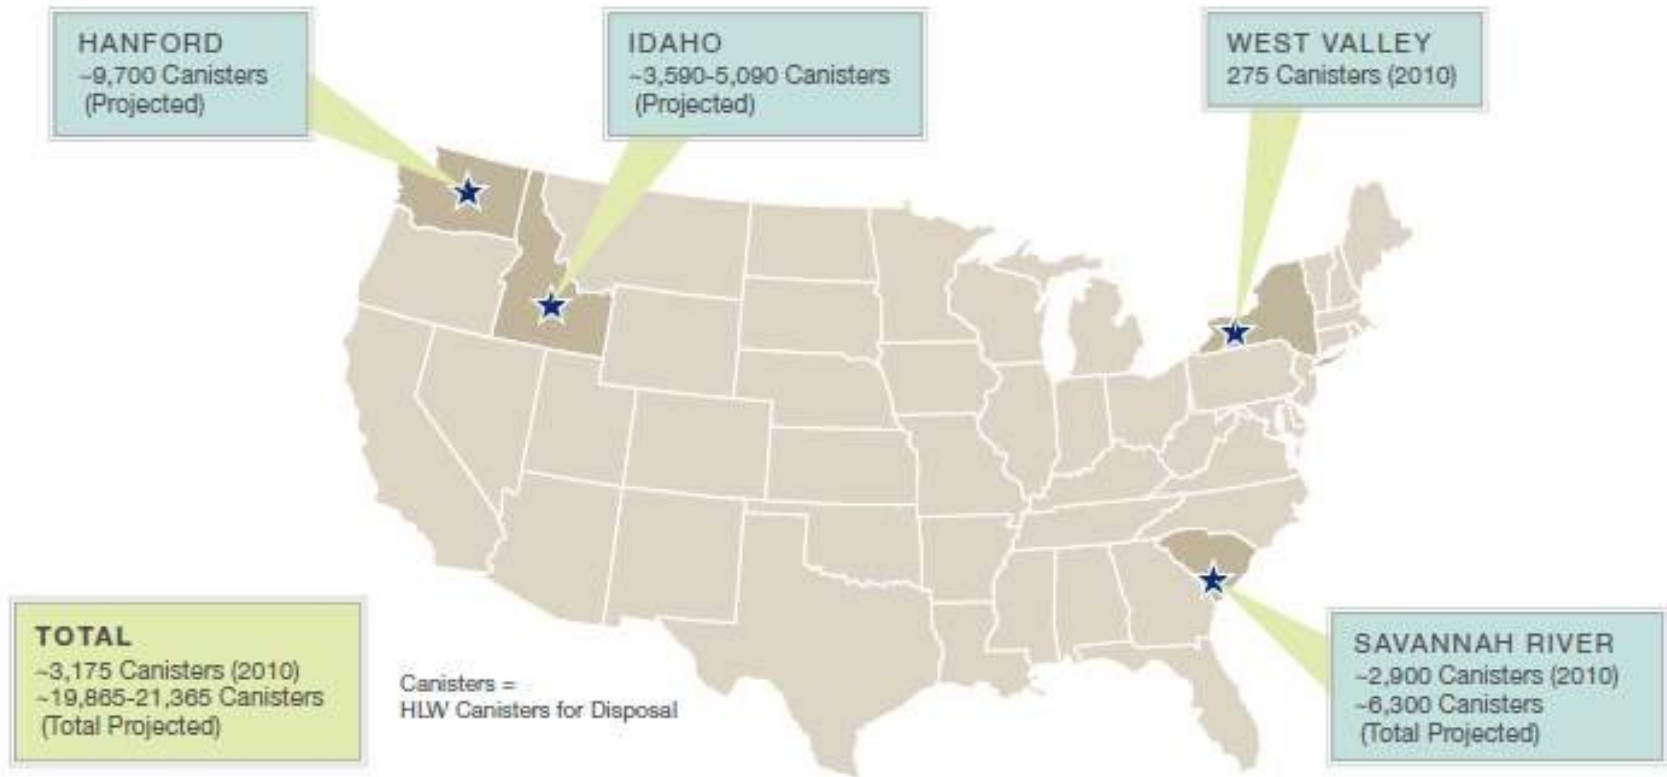 HANFORD
~9,700 Canisters
(Projected)
IDAHO
~3,590-5,090 Canisters
(Projected)
WEST VALLEY
275 Canisters (2010)
TOTAL
~3,175 Canisters (2010)
~19,865-21,365 Canisters
(Total Projected)
Canisters =
HLW Canisters for Disposal
SAVANNAH RIVER
~2,900 Canisters (2010)
~6,300 Canisters
(Total Projected)